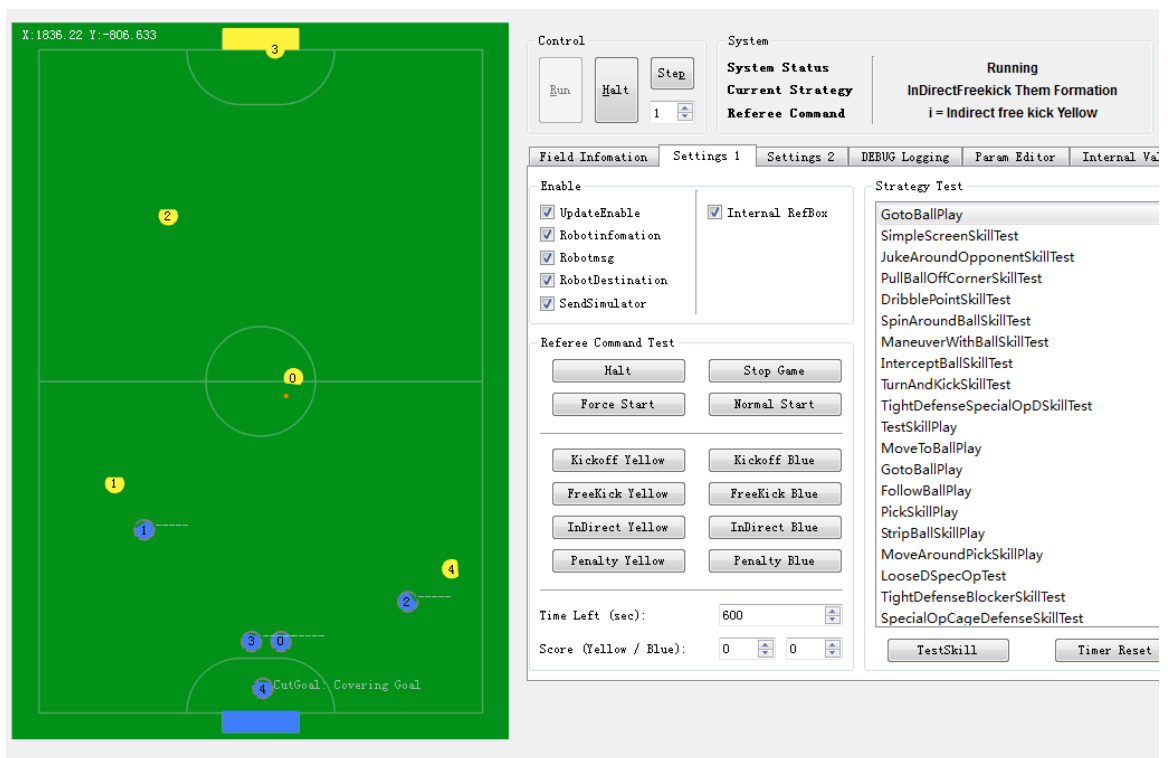 X:1836.22 Y:-806.633
3
2
0
1
1
4
2
3 0
4 CutGoal: Covering Goal
Control
Run
Halt
Step
1
System
System Status Running
Current Strategy InDirectFreekick Them Formation
Referee Command i = Indirect free kick Yellow
Field Infomation Settings 1 Settings 2 DEBUG Logging Param Editor Internal Val
Enable
UpdateEnable
Robotinfomation
Robotmsg
RobotDestination
SendSimulator
Internal RefBox
Referee Command Test
Halt Stop Game
Force Start Normal Start
Kickoff Yellow Kickoff Blue
FreeKick Yellow FreeKick Blue
InDirect Yellow InDirect Blue
Penalty Yellow Penalty Blue
Time Left (sec): 600
Score (Yellow / Blue): 0 0
Strategy Test
GotoBallPlay
SimpleScreenSkillTest
JukeAroundOpponentSkillTest
PullBallOffCornerSkillTest
DribblePointSkillTest
SpinAroundBallSkillTest
ManeuverWithBallSkillTest
InterceptBallSkillTest
TurnAndKickSkillTest
TightDefenseSpecialOpDSkillTest
TestSkillPlay
MoveToBallPlay
GotoBallPlay
FollowBallPlay
PickSkillPlay
StripBallSkillPlay
MoveAroundPickSkillPlay
LooseDSpecOpTest
TightDefenseBlockerSkillTest
SpecialOpCageDefenseSkillTest
TestSkill Timer Reset